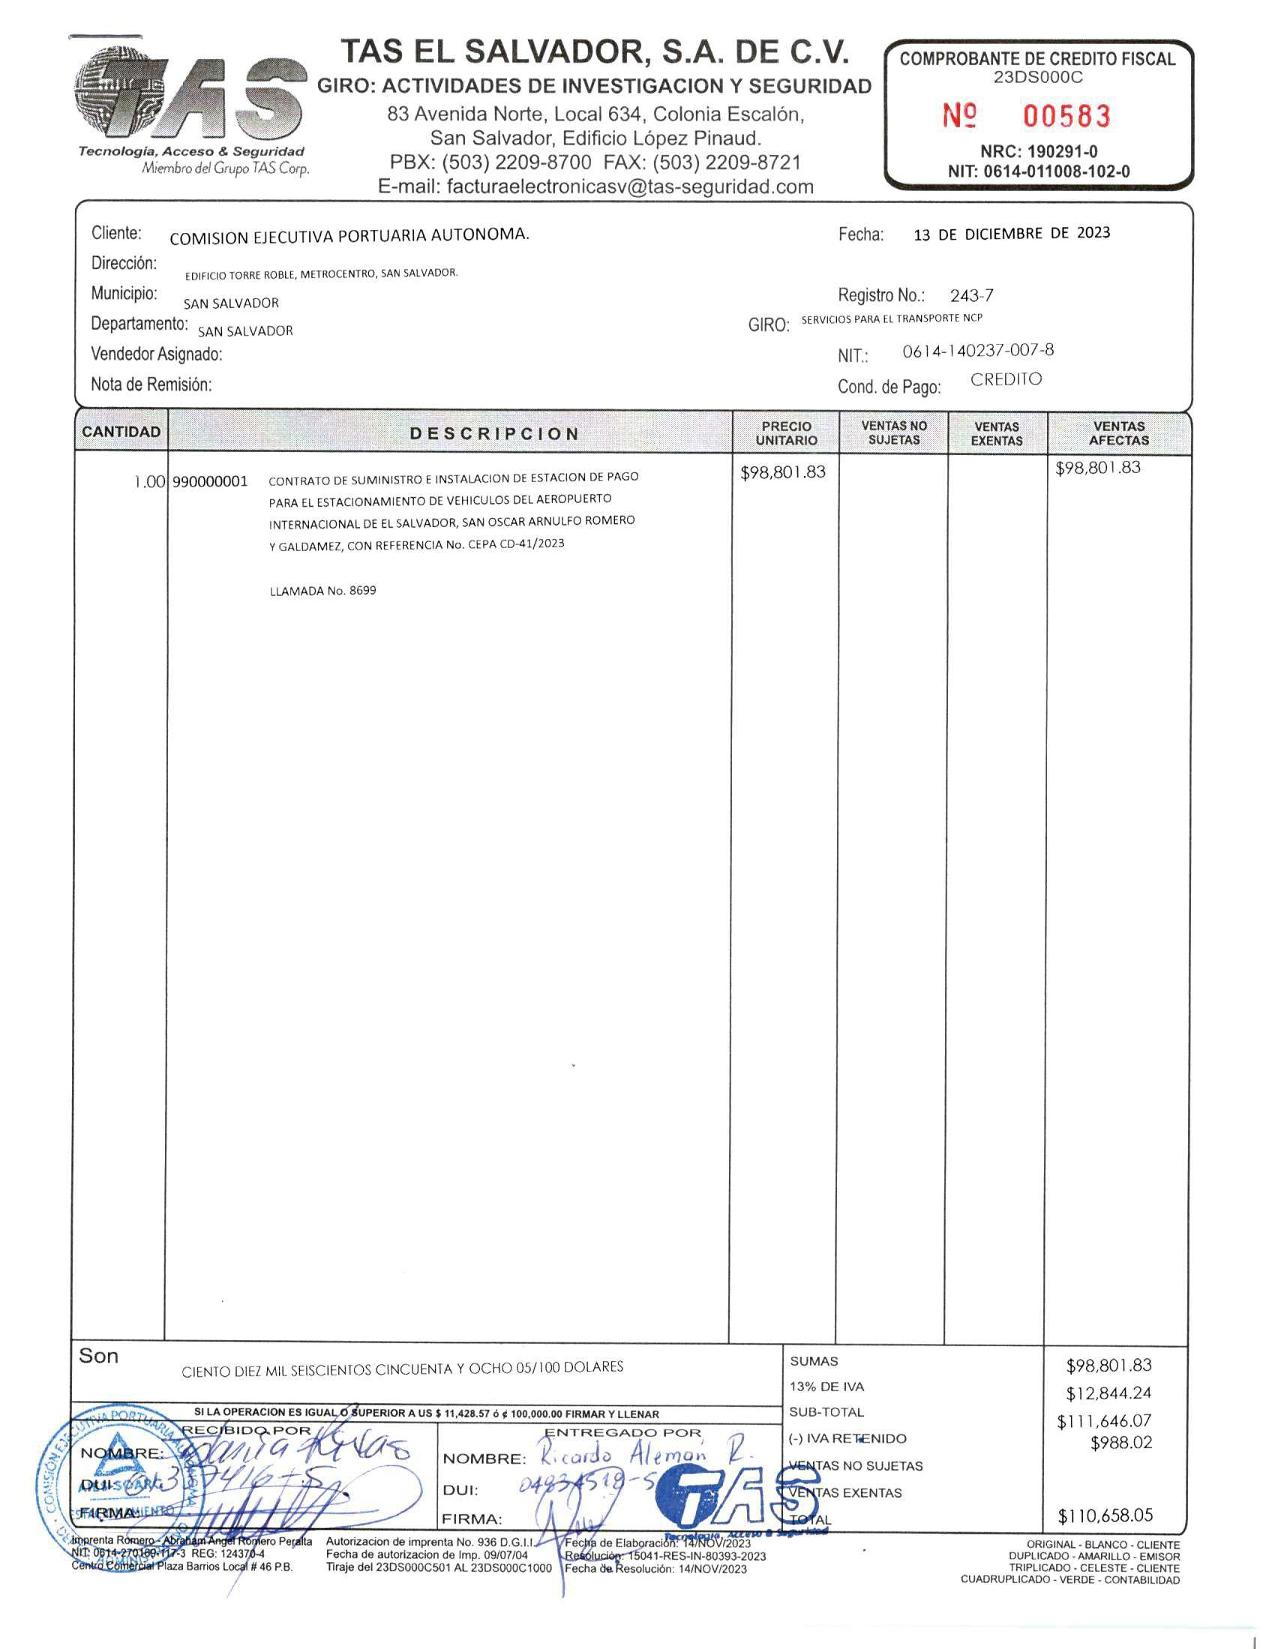 TAS
Tecnología, Acceso & Seguridad
Miembro del Grupo TAS Corp.
TAS EL SALVADOR, S.A. DE C.V.
GIRO: ACTIVIDADES DE INVESTIGACION Y SEGURIDAD
83 Avenida Norte, Local 634, Colonia Escalón,
San Salvador, Edificio López Pinaud.
PBX: (503) 2209-8700 FAX: (503) 2209-8721
E-mail: facturaelectronicasv@tas-seguridad.com
COMPROBANTE DE CREDITO FISCAL
23DS000C
Nº 00583
NRC: 190291-0
NIT: 0614-011008-102-0
Cliente: COMISION EJECUTIVA PORTUARIA AUTONOMA.
Fecha: 13 DE DICIEMBRE DE 2023
Dirección: EDIFICIO TORRE ROBLE, METROCENTRO, SAN SALVADOR.
Municipio: SAN SALVADOR
Registro No.: 243-7
Departamento: SAN SALVADOR
GIRO: SERVICIOS PARA EL TRANSPORTE NCP
Vendedor Asignado:
NIT.: 0614-140237-007-8
Nota de Remisión:
Cond. de Pago: CREDITO
CANTIDAD DESCRIPCION PRECIO UNITARIO VENTAS NO SUJETAS VENTAS EXENTAS VENTAS AFECTAS
1.00 990000001 CONTRATO DE SUMINISTRO E INSTALACION DE ESTACION DE PAGO $98,801.83 $98,801.83
PARA EL ESTACIONAMIENTO DE VEHICULOS DEL AEROPUERTO
INTERNACIONAL DE EL SALVADOR, SAN OSCAR ARNULFO ROMERO
Y GALDAMEZ, CON REFERENCIA No. CEPA CD-41/2023
LLAMADA No. 8699
Son CIENTO DIEZ MIL SEISCIENTOS CINCUENTA Y OCHO 05/100 DOLARES
SUMAS $98,801.83
13% DE IVA $12,844.24
SUB-TOTAL $111,646.07
(-) IVA RETENIDO $988.02
VENTAS NO SUJETAS
VENTAS EXENTAS
TOTAL $110,658.05
SI LA OPERACION ES IGUAL O SUPERIOR A US $ 11,428.57 ó ¢ 100,000.00 FIRMAR Y LLENAR
RECIBIDO POR
NOMBRE:
DUI:
FIRMA:
ENTREGADO POR
NOMBRE: Ricardo Alemán R.
DUI:
FIRMA:
TAS
Tecnología, Acceso & Seguridad
Imprenta Romero - Abraham Angel Romero Peralta
NIT: 0614-270169-117-3 REG: 124370-4
Centro Comercial Plaza Barrios Local # 46 P.B.
Autorizacion de imprenta No. 936 D.G.I.I.
Fecha de autorizacion de Imp. 09/07/04
Tiraje del 23DS000C501 AL 23DS000C1000
Fecha de Elaboración: 14/NOV/2023
Resolución: 15041-RES-IN-80393-2023
Fecha de Resolución: 14/NOV/2023
ORIGINAL - BLANCO - CLIENTE
DUPLICADO - AMARILLO - EMISOR
TRIPLICADO - CELESTE - CLIENTE
CUADRUPLICADO - VERDE - CONTABILIDAD